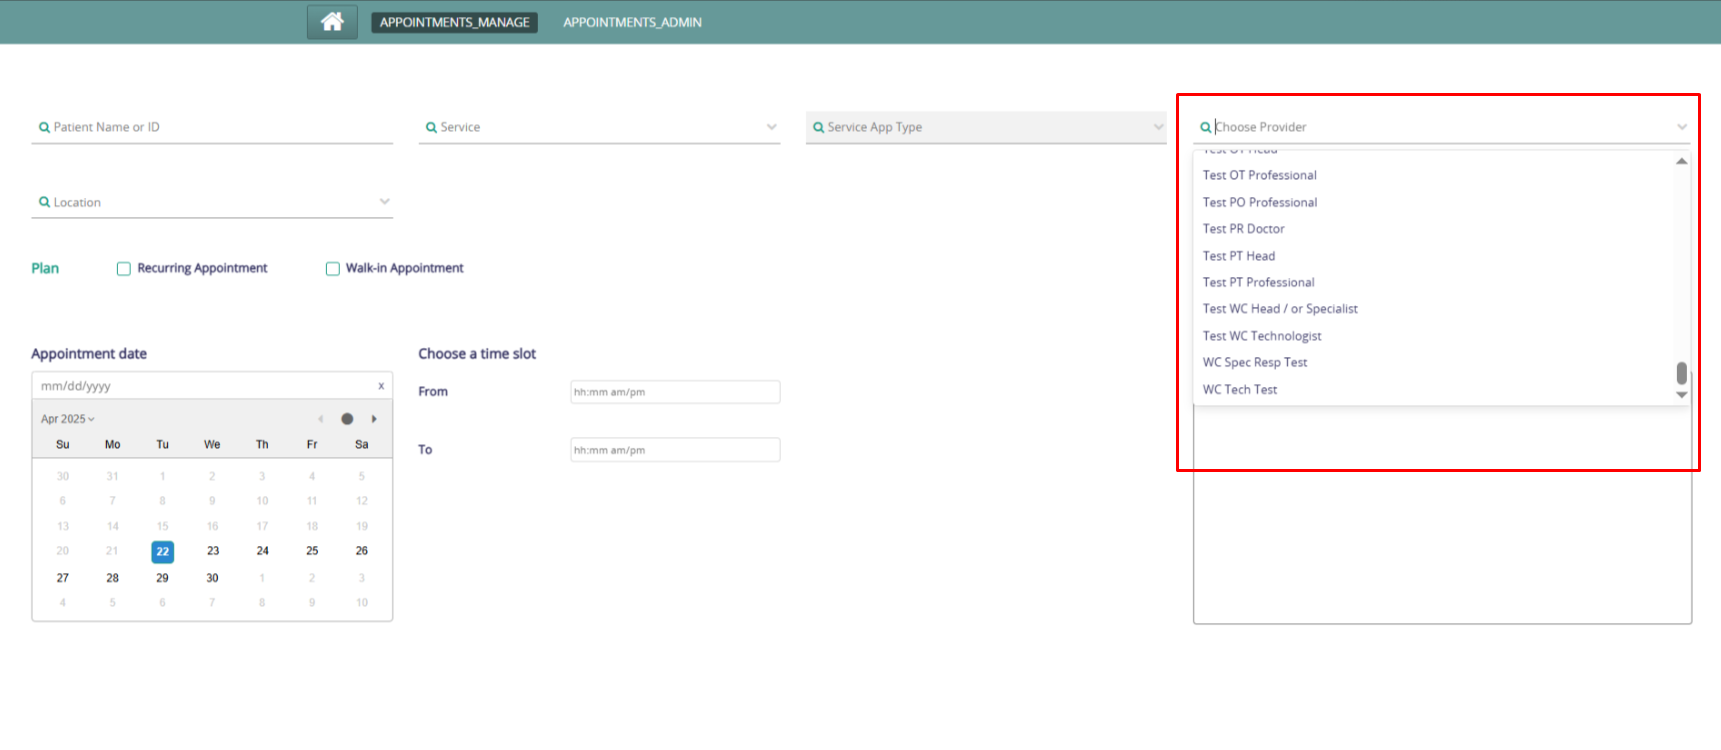 APPOINTMENTS_MANAGE APPOINTMENTS_ADMIN
Patient Name or ID
Service
Service App Type
Choose Provider
Test OT Head
Test OT Professional
Test PO Professional
Test PR Doctor
Test PT Head
Test PT Professional
Test WC Head / or Specialist
Test WC Technologist
WC Spec Resp Test
WC Tech Test
Location
Plan
Recurring Appointment
Walk-in Appointment
Appointment date
mm/dd/yyyy x
Apr 2025
Su Mo Tu We Th Fr Sa
30 31 1 2 3 4 5
6 7 8 9 10 11 12
13 14 15 16 17 18 19
20 21 22 23 24 25 26
27 28 29 30 1 2 3
4 5 6 7 8 9 10
Choose a time slot
From hh:mm am/pm
To hh:mm am/pm